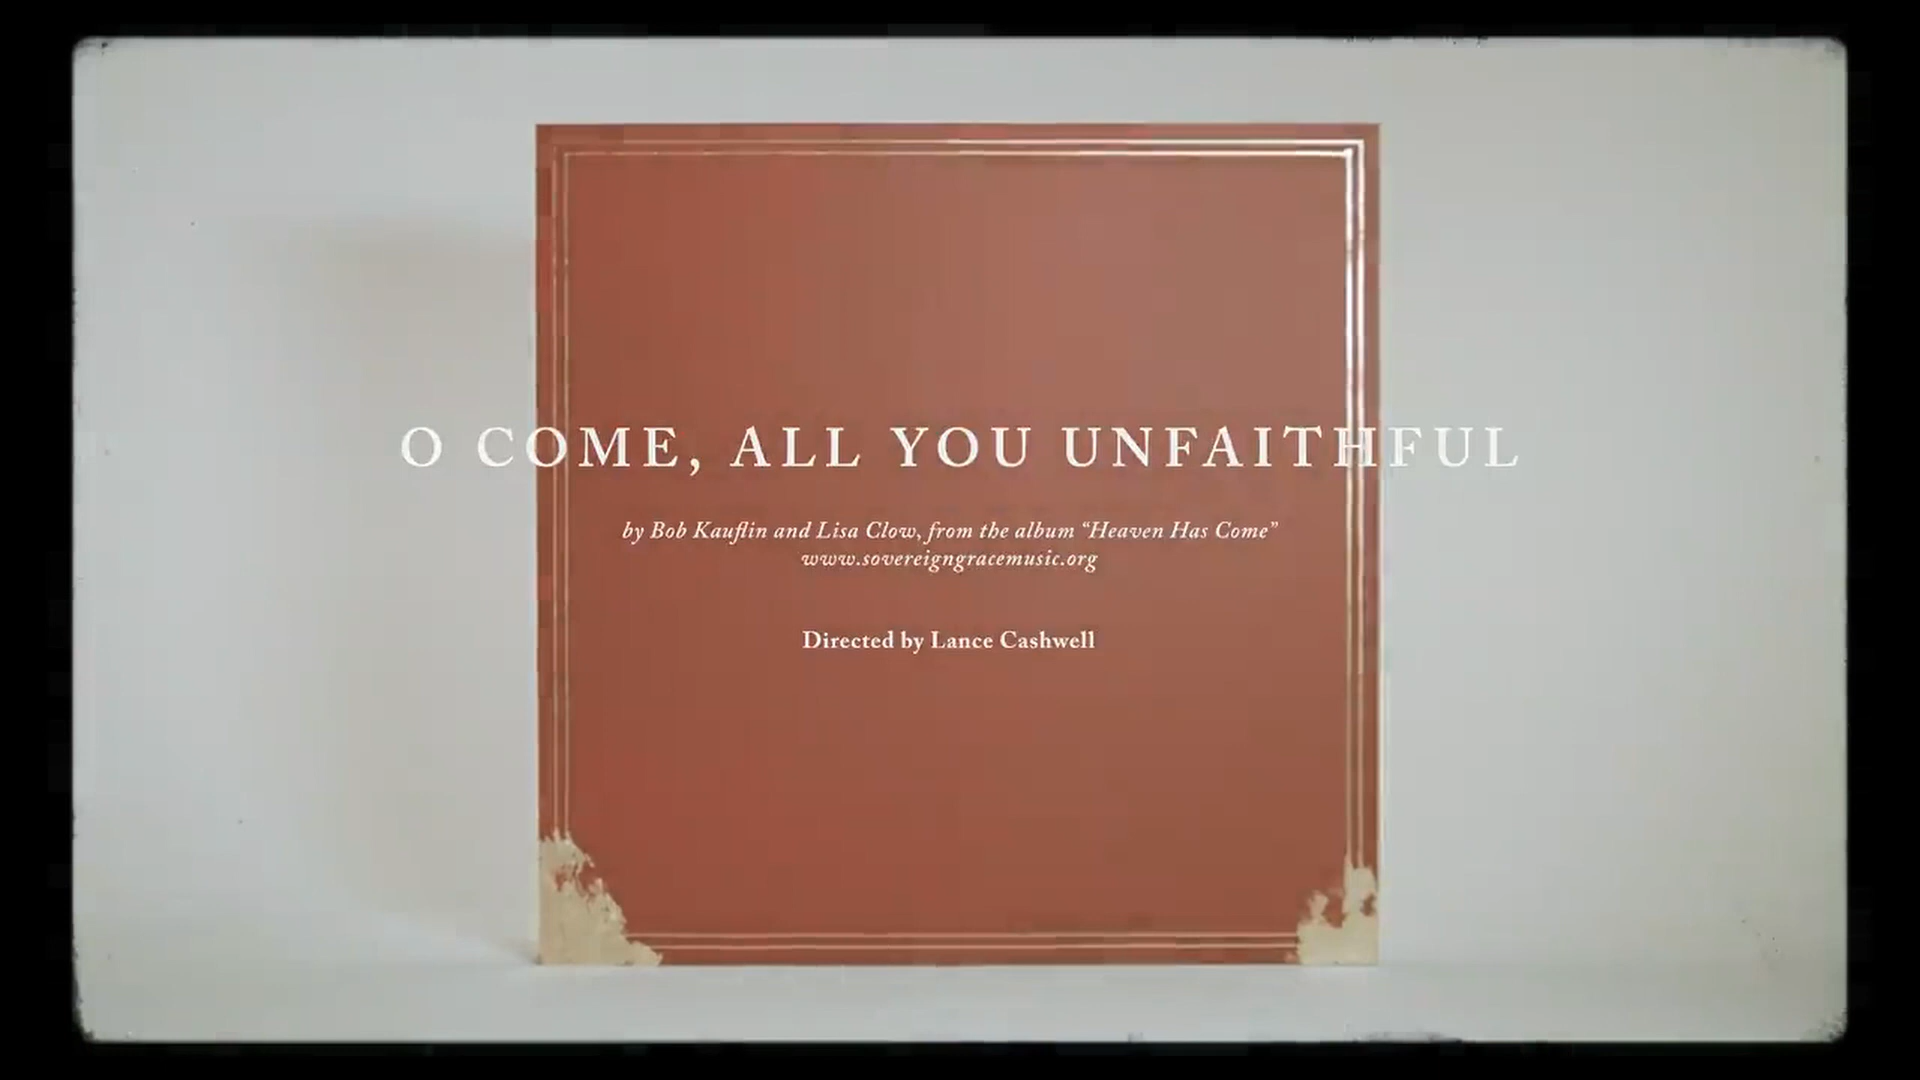 O COME, ALL YOU UNFAITHFUL
by Bob Kauflin and Lisa Clow, from the album “Heaven Has Come”
www.sovereigngracemusic.org
Directed by Lance Cashwell